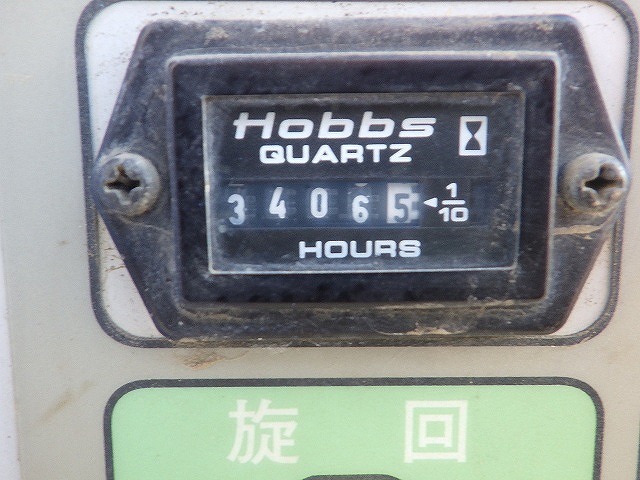 Hobbs
QUARTZ
34065 1/10
HOURS
旋 回